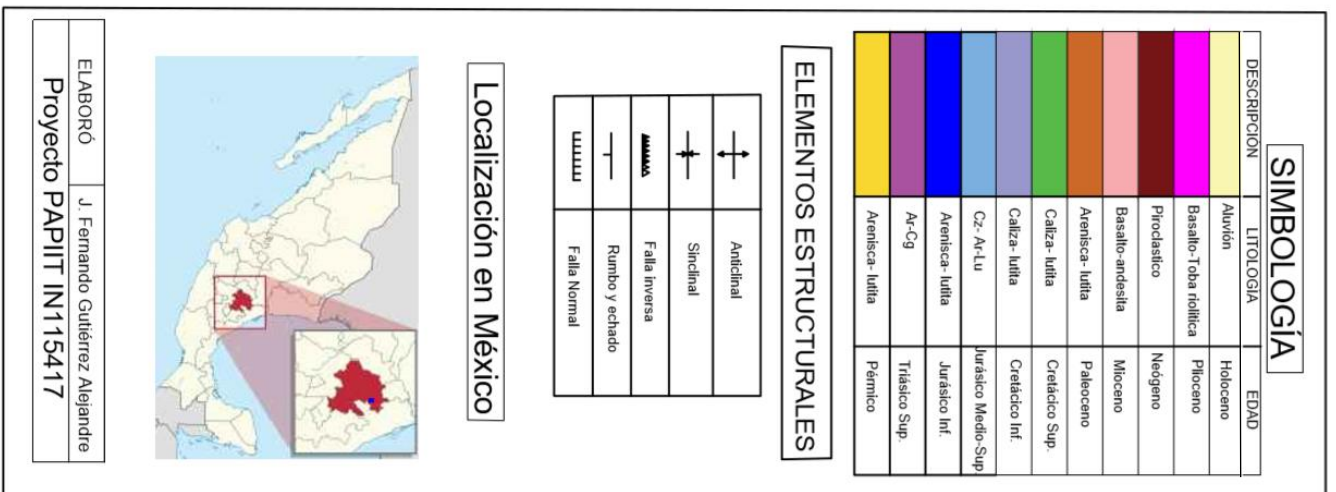 SIMBOLOGÍA
DESCRIPCIÓN LITOLOGÍA EDAD
Aluvión Holoceno
Basalto-Toba riolítica Plioceno
Piroclastico Neógeno
Basalto-andesita Mioceno
Arenisca- lutita Paleoceno
Caliza- lutita Cretácico Sup.
Caliza- lutita Cretácico Inf.
Cz- Ar-Lu Jurásico Medio-Sup.
Arenisca- lutita Jurásico Inf.
Ar-Cg Triásico Sup.
Arenisca- lutita Pérmico
ELEMENTOS ESTRUCTURALES
Anticlinal
Sinclinal
Falla inversa
Rumbo y echado
Falla Normal
Localización en México
ELABORÓ J. Fernando Gutiérrez Alejandre
Proyecto PAPIIT IN115417